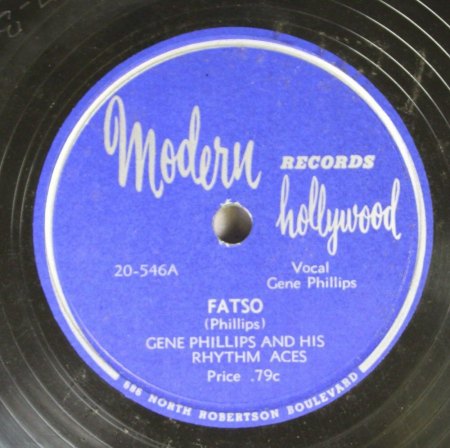 Modern RECORDS
hollywood
20-546A
Vocal
Gene Phillips
FATSO
(Phillips)
GENE PHILLIPS AND HIS
RHYTHM ACES
Price .79c
686 NORTH ROBERTSON BOULEVARD